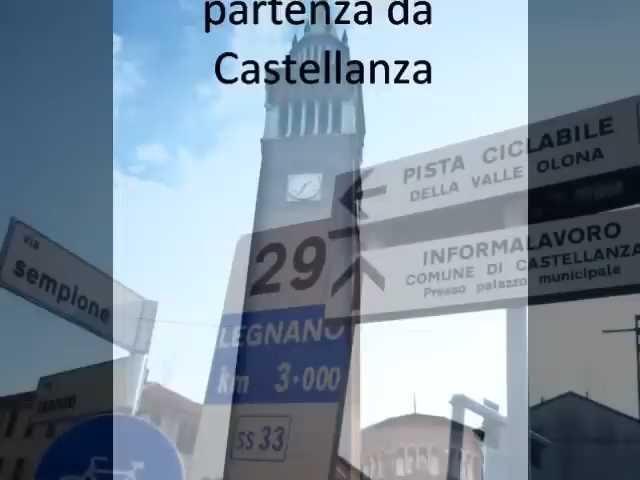 partenza da
Castellanza
PISTA CICLABILE
DELLA VALLE OLONA
INFORMALAVORO
COMUNE DI CASTELLANZA
Presso palazzo municipale
via
sempione
29
LEGNANO
km 3.000
SS 33